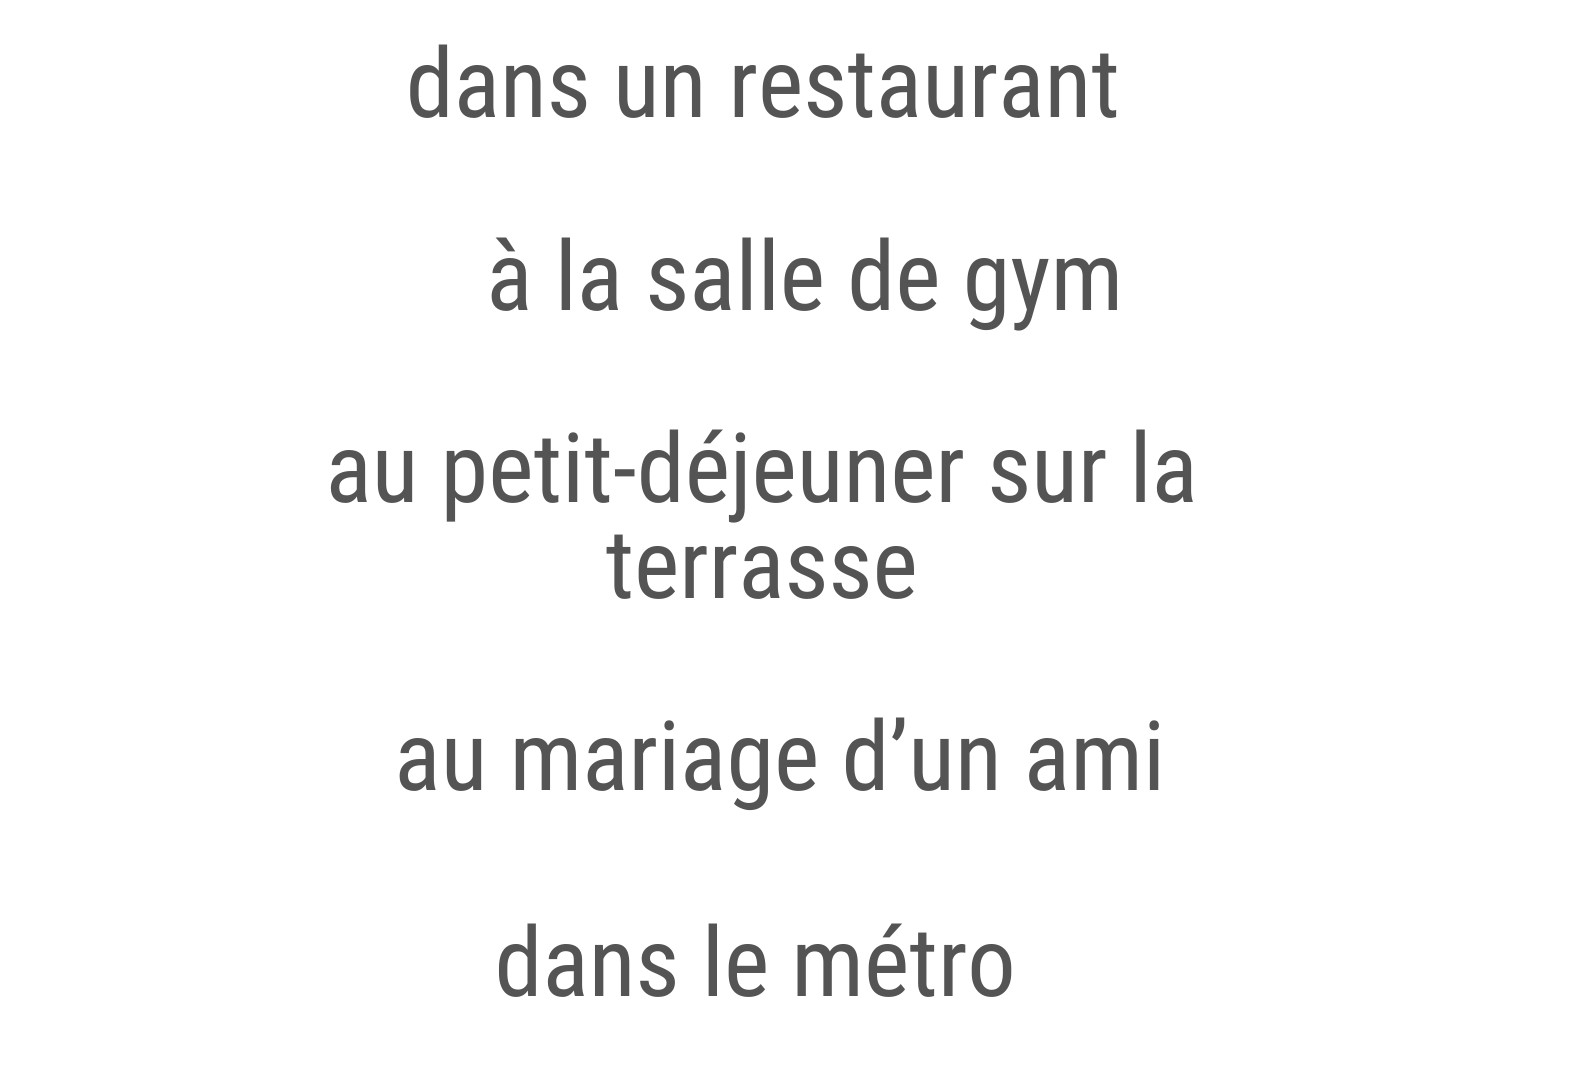 dans un restaurant
à la salle de gym
au petit-déjeuner sur la
terrasse
au mariage d’un ami
dans le métro